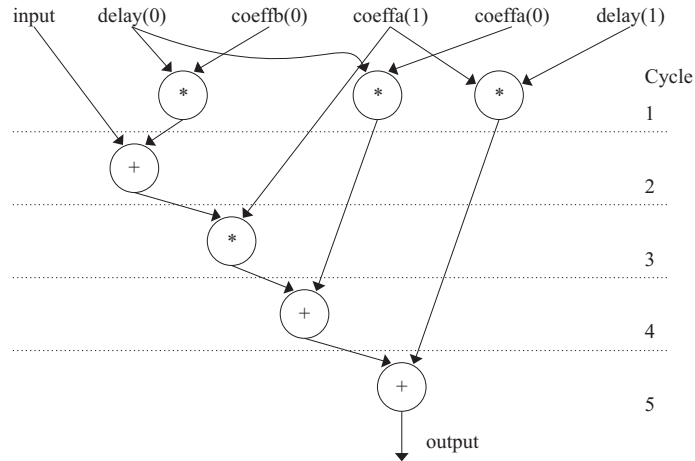 input delay(0) coeffb(0) coeffa(1) coeffa(0) delay(1)
Cycle
* * *
1
+
2
*
3
+
4
+
5
output